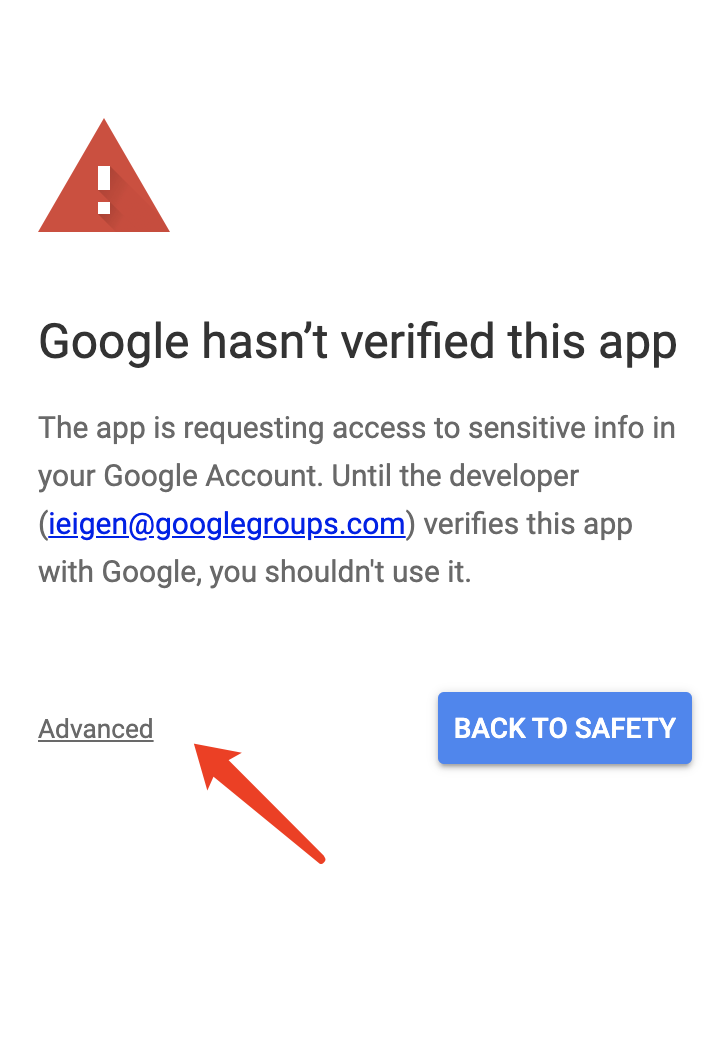 Google hasn’t verified this app
The app is requesting access to sensitive info in
your Google Account. Until the developer
(ieigen@googlegroups.com) verifies this app
with Google, you shouldn't use it.
Advanced
BACK TO SAFETY